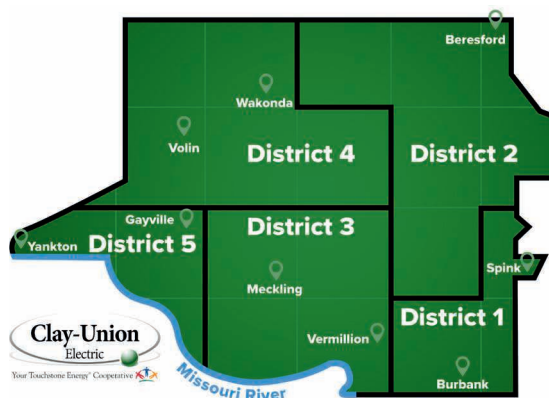 Beresford
Wakonda
Volin
District 4
District 2
Gayville
District 3
Yankton
District 5
Spink
Meckling
District 1
Vermillion
Clay-Union
Electric
Your Touchstone Energy® Cooperative
Burbank
Missouri River